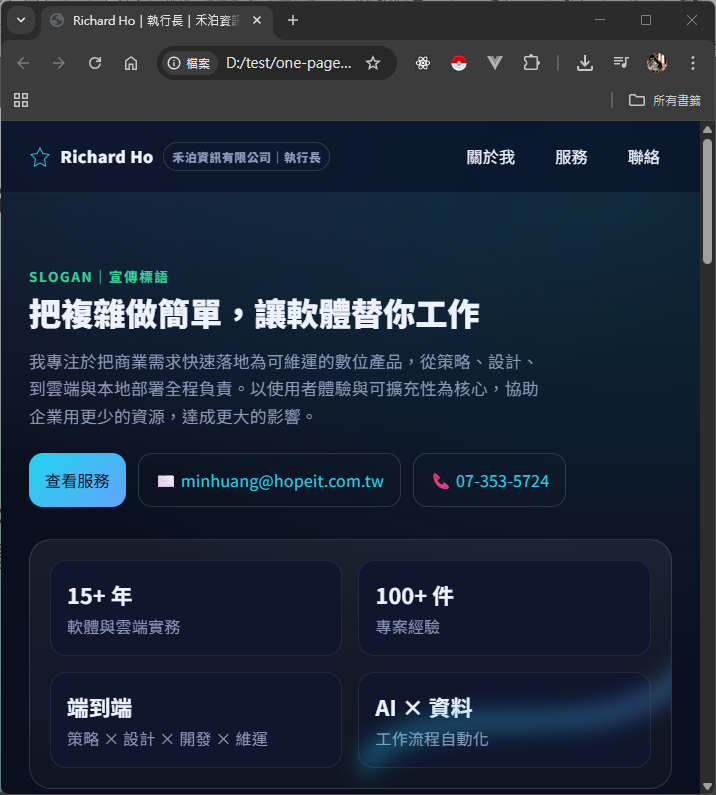 Richard Ho | 執行長 | 禾泊資訊
檔案
D:/test/one-page...
所有書籤
Richard Ho
禾泊資訊有限公司｜執行長
關於我
服務
聯絡
SLOGAN｜宣傳標語
把複雜做簡單，讓軟體替你工作
我專注於把商業需求快速落地為可維運的數位產品，從策略、設計、
到雲端與本地部署全程負責。以使用者體驗與可擴充性為核心，協助
企業用更少的資源，達成更大的影響。
查看服務
minhuang@hopeit.com.tw
07-353-5724
15+ 年
軟體與雲端實務
100+ 件
專案經驗
端到端
策略 × 設計 × 開發 × 維運
AI × 資料
工作流程自動化